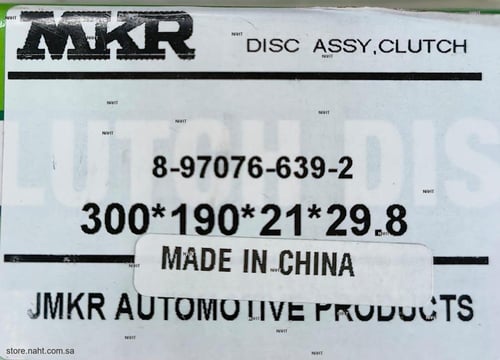 MKR
DISC ASSY,CLUTCH
8-97076-639-2
300*190*21*29.8
MADE IN CHINA
JMKR AUTOMOTIVE PRODUCTS
store.naht.com.sa